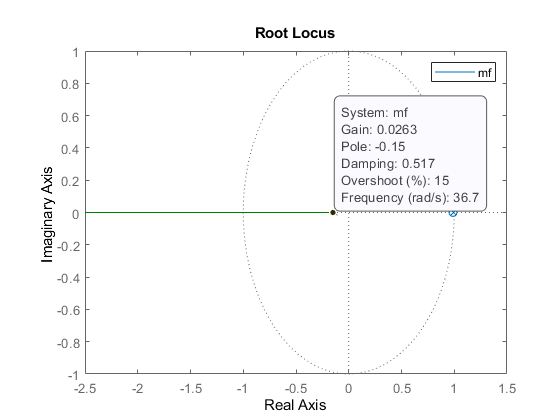 Root Locus
mf
System: mf
Gain: 0.0263
Pole: -0.15
Damping: 0.517
Overshoot (%): 15
Frequency (rad/s): 36.7
Imaginary Axis
1
0.8
0.6
0.4
0.2
0
-0.2
-0.4
-0.6
-0.8
-1
-2.5 -2 -1.5 -1 -0.5 0 0.5 1 1.5
Real Axis